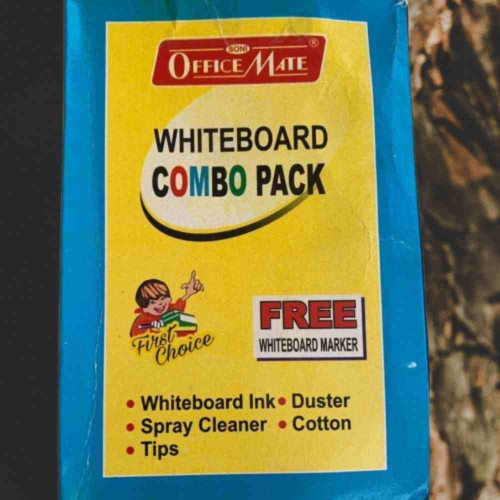 SONI
OFFICE MATE ®
WHITEBOARD
COMBO PACK
First
Choice
FREE
WHITEBOARD MARKER
• Whiteboard Ink • Duster
• Spray Cleaner • Cotton
• Tips